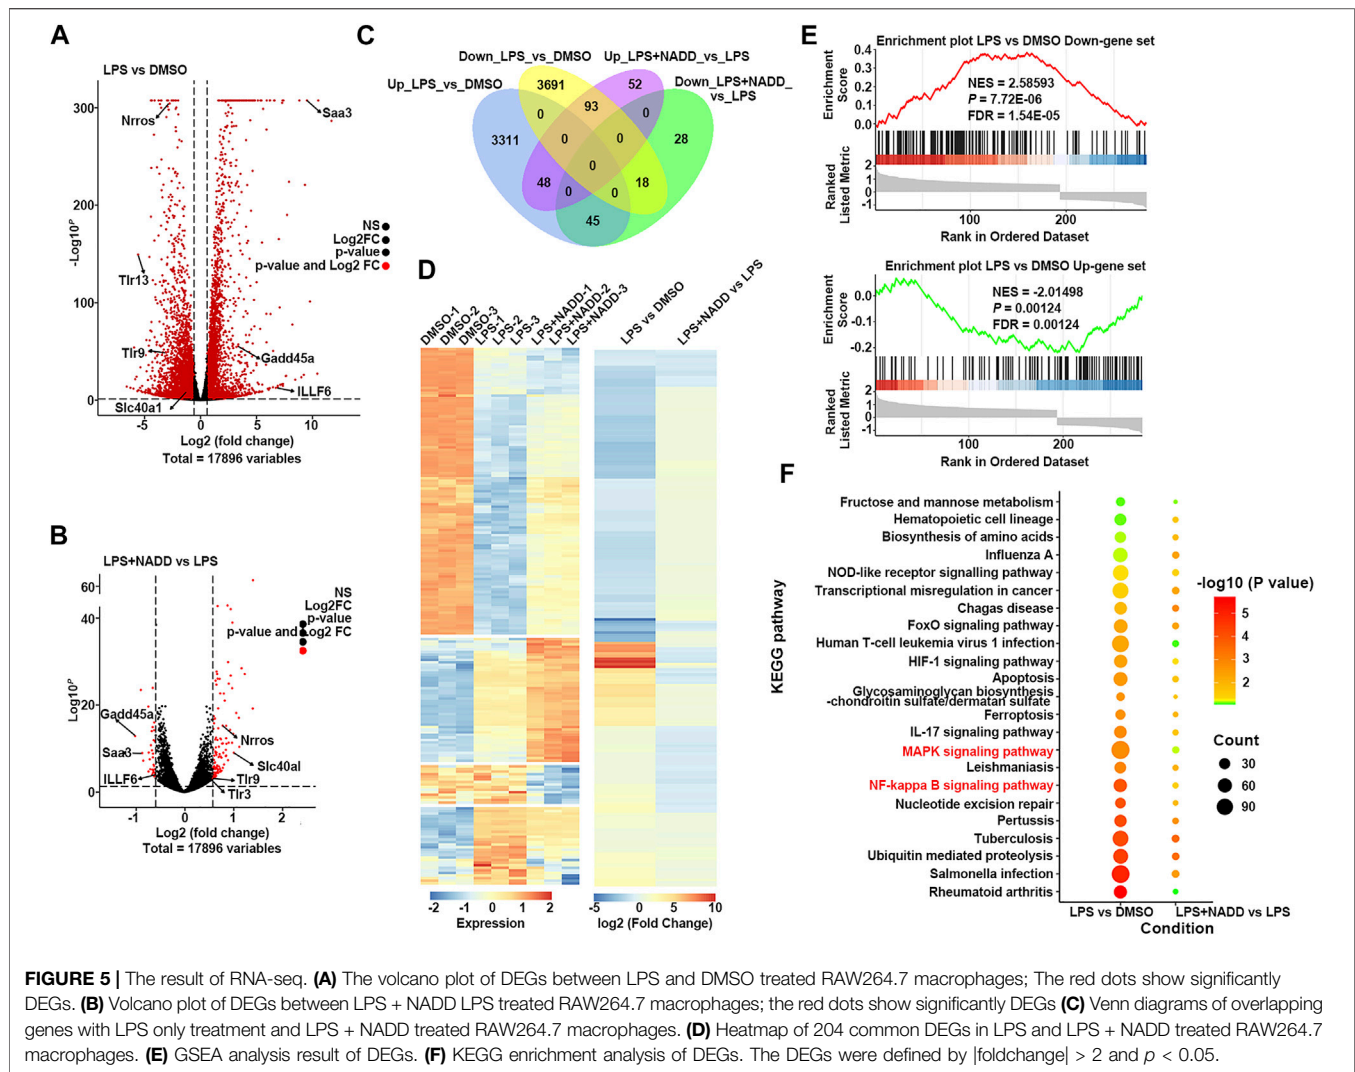 A
LPS vs DMSO
300
200
100
0
-Log10P
Nrros
Saa3
Tlr13
Tlr9
Gadd45a
ILLF6
Slc40a1
-5
0
5
10
Log2 (fold change)
Total = 17896 variables
NS
Log2FC
p-value
p-value and Log2 FC
B
LPS+NADD vs LPS
60
40
20
0
Log10P
NS
Log2FC
p-value
p-value and Log2 FC
Gadd45a
Saa3
ILLF6
Nrros
Slc40al
Tlr9
Tlr3
-1
0
2
Log2 (fold change)
Total = 17896 variables
C
Down_LPS_vs_DMSO
Up_LPS+NADD_vs_LPS
Up_LPS_vs_DMSO
Down_LPS+NADD_
vs_LPS
3691
52
0
93
0
3311
0
0
28
0
48
0
0
18
45
D
DMSO-1
DMSO-2
DMSO-3
LPS-1
LPS-2
LPS-3
LPS+NADD-1
LPS+NADD-2
LPS+NADD-3
LPS vs DMSO
LPS+NADD vs LPS
-2 -1 0 1 2
Expression
-5 0 5 10
log2 (Fold Change)
E
Enrichment plot LPS vs DMSO Down-gene set
0.4
0.3
0.2
0.1
0.0
Enrichment
Score
NES = 2.58593
P = 7.72E-06
FDR = 1.54E-05
2
1
0
-1
Ranked
Listed Metric
100 200
Rank in Ordered Dataset
Enrichment plot LPS vs DMSO Up-gene set
0.0
-0.1
-0.2
Enrichment
Score
NES = -2.01498
P = 0.00124
FDR = 0.00124
2
1
0
-1
Ranked
Listed Metric
100 200
Rank in Ordered Dataset
F
KEGG pathway
Fructose and mannose metabolism
Hematopoietic cell lineage
Biosynthesis of amino acids
Influenza A
NOD-like receptor signalling pathway
Transcriptional misregulation in cancer
Chagas disease
FoxO signaling pathway
Human T-cell leukemia virus 1 infection
HIF-1 signaling pathway
Apoptosis
Glycosaminoglycan biosynthesis
-chondroitin sulfate/dermatan sulfate
Ferroptosis
IL-17 signaling pathway
MAPK signaling pathway
Leishmaniasis
NF-kappa B signaling pathway
Nucleotide excision repair
Pertussis
Tuberculosis
Ubiquitin mediated proteolysis
Salmonella infection
Rheumatoid arthritis
LPS vs DMSO
LPS+NADD vs LPS
Condition
-log10 (P value)
5
4
3
2
Count
30
60
90
FIGURE 5 | The result of RNA-seq. (A) The volcano plot of DEGs between LPS and DMSO treated RAW264.7 macrophages; The red dots show significantly
DEGs. (B) Volcano plot of DEGs between LPS + NADD LPS treated RAW264.7 macrophages; the red dots show significantly DEGs (C) Venn diagrams of overlapping
genes with LPS only treatment and LPS + NADD treated RAW264.7 macrophages. (D) Heatmap of 204 common DEGs in LPS and LPS + NADD treated RAW264.7
macrophages. (E) GSEA analysis result of DEGs. (F) KEGG enrichment analysis of DEGs. The DEGs were defined by |foldchange| > 2 and p < 0.05.